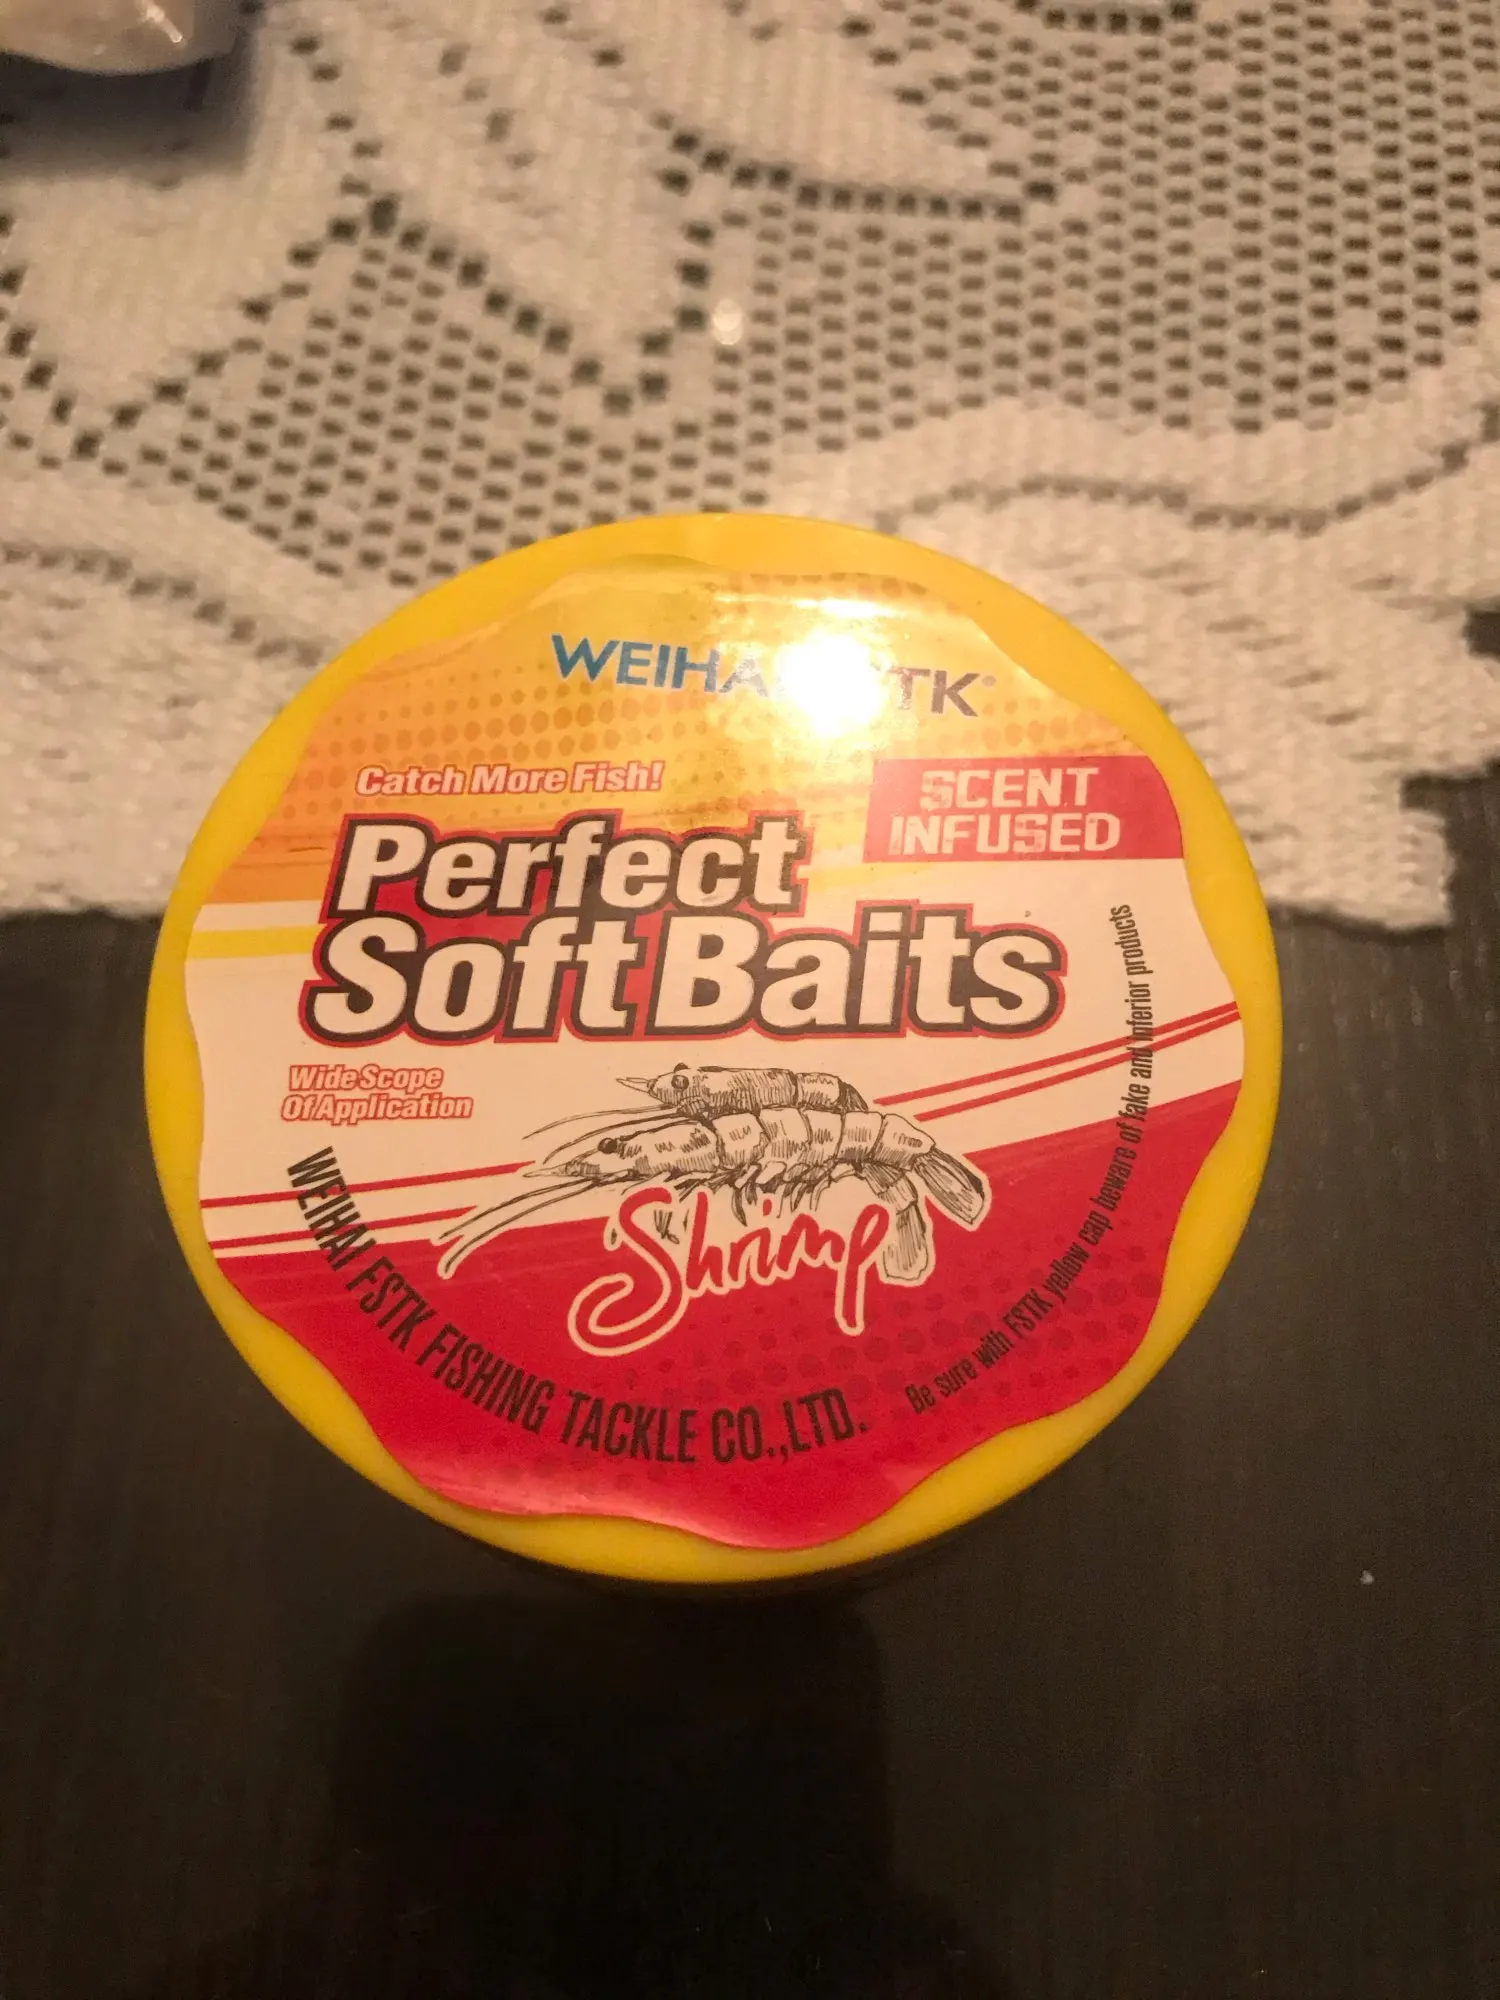 Catch More Fish!
SCENT
INFUSED
Perfect
Soft Baits
Wide Scope
Of Application
Shrimp
WEIHAI FSTK FISHING TACKLE CO.,LTD.
Be sure with FSTK yellow cap beware of fake and inferior products